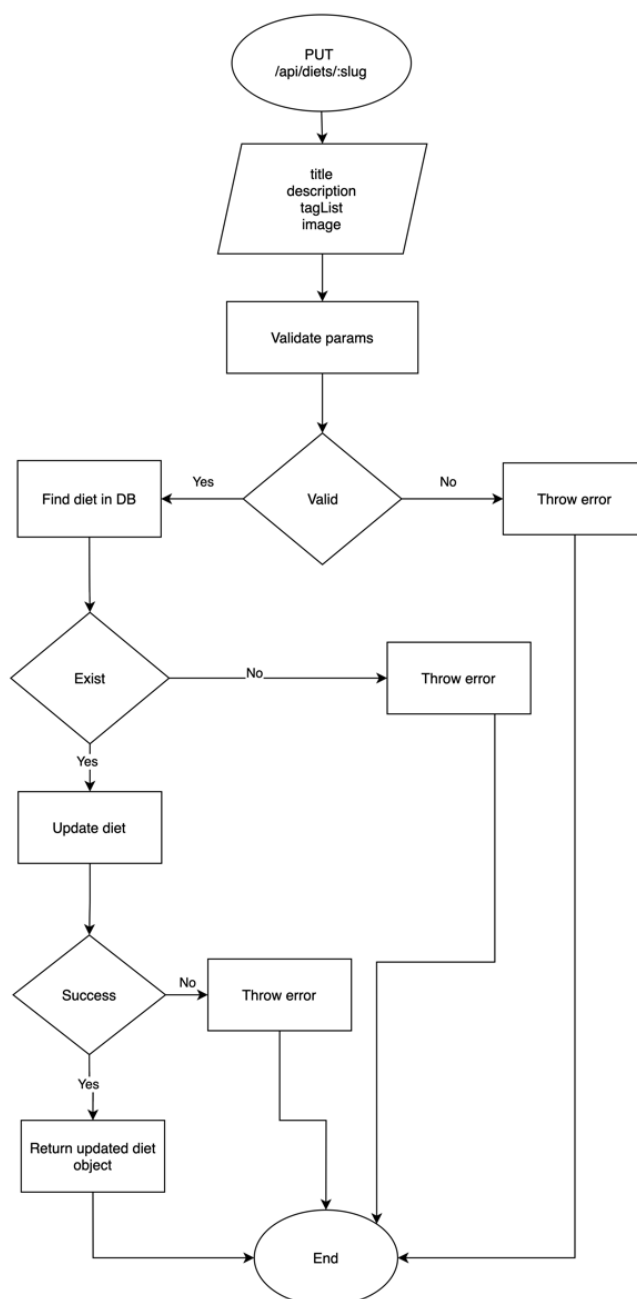 PUT
/api/diets/:slug
title
description
tagList
image
Validate params
Find diet in DB
Yes
Valid
No
Throw error
Exist
No
Throw error
Yes
Update diet
Success
No
Throw error
Yes
Return updated diet
object
End